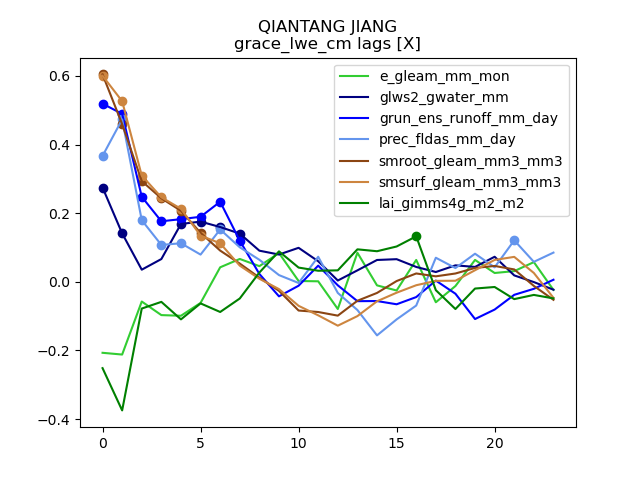 QIANTANG JIANG
grace_lwe_cm lags [X]
e_gleam_mm_mon
glws2_gwater_mm
grun_ens_runoff_mm_day
prec_fldas_mm_day
smroot_gleam_mm3_mm3
smsurf_gleam_mm3_mm3
lai_gimms4g_m2_m2
0.6
0.4
0.2
0.0
−0.2
−0.4
0 5 10 15 20